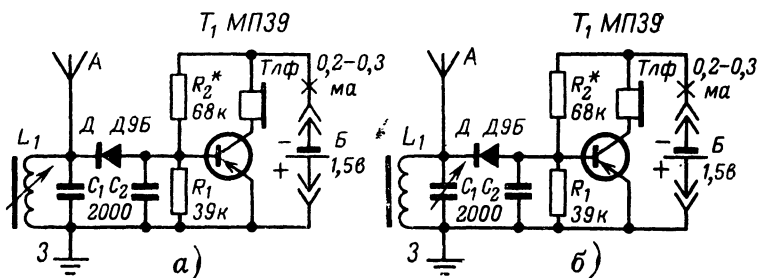 T₁ МП39
А
R₂*
68к
Тлф
0,2–0,3
ма
L₁
Д
Д9Б
–
Б
+
1,5в
C₁
C₂
2000
R₁
39к
З
а)
T₁ МП39
А
R₂*
68к
Тлф
0,2–0,3
ма
L₁
Д
Д9Б
–
Б
+
1,5в
C₁
C₂
2000
R₁
39к
З
б)